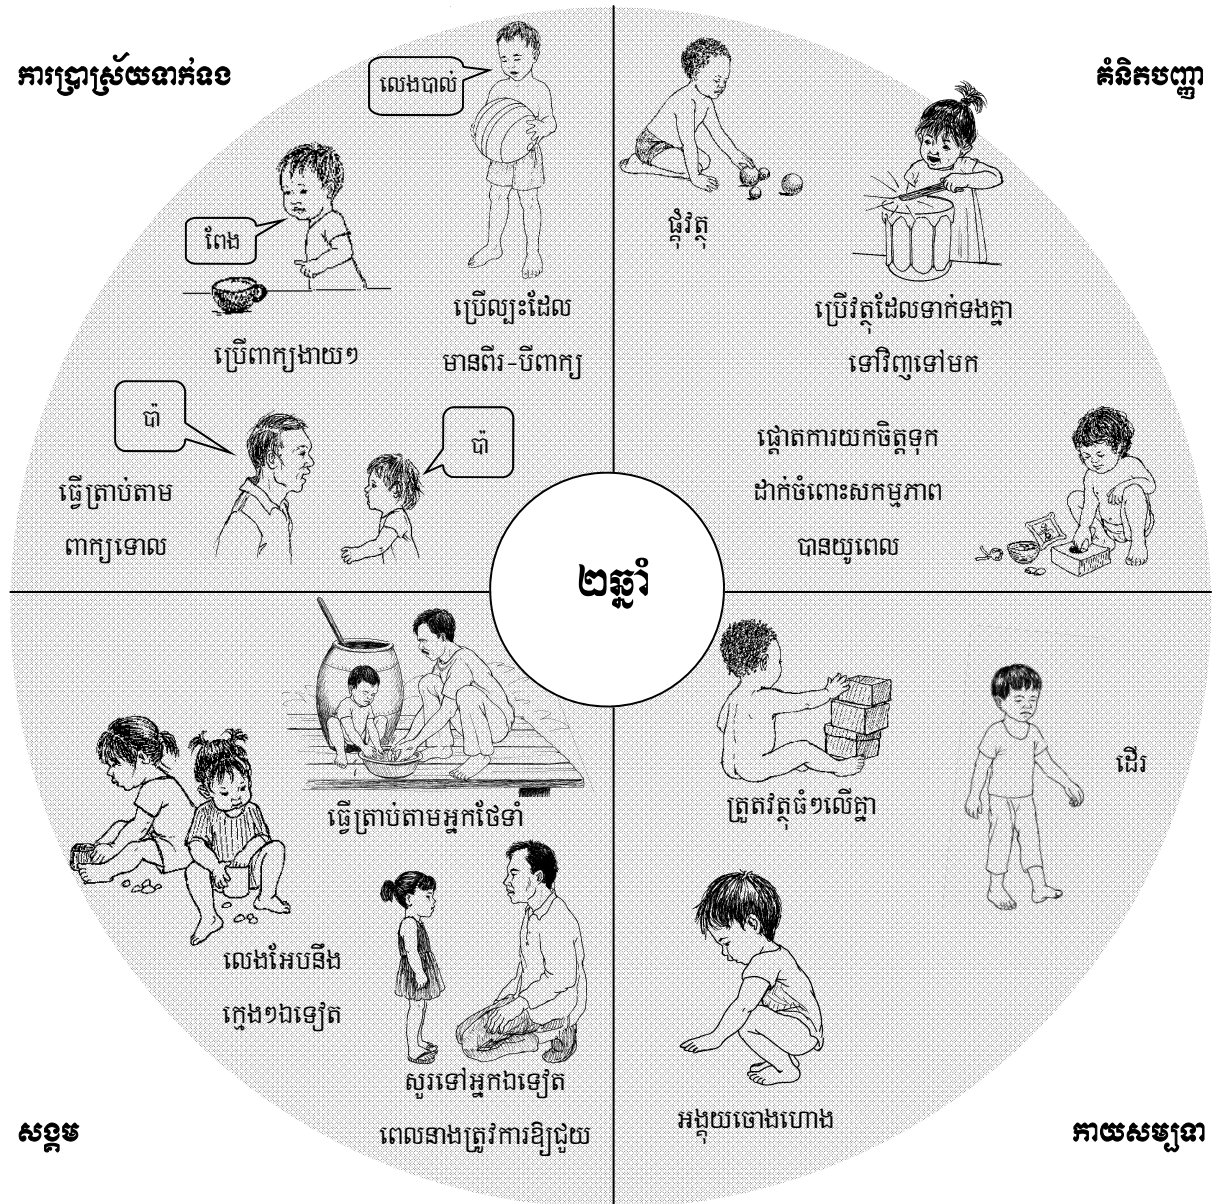 ការប្រាស្រ័យទាក់ទង
លេងបាល់
ពែង
ប្រើពាក្យងាយៗ
ប្រើល្បះដែល
មានពីរ-បីពាក្យ
ប៉ា
ប៉ា
ធ្វើត្រាប់តាម
ពាក្យទោល
គំនិតបញ្ញា
ផ្គុំវត្ថុ
ប្រើវត្ថុដែលទាក់ទងគ្នា
ទៅវិញទៅមក
ផ្តោតការយកចិត្តទុក
ដាក់ចំពោះសកម្មភាព
បានយូពេល
២ឆ្នាំ
ធ្វើត្រាប់តាមអ្នកថែទាំ
លេងអែបនឹង
ក្មេងៗឯទៀត
សួរទៅអ្នកឯទៀត
ពេលនាងត្រូវការឱ្យជួយ
សង្គម
ត្រួតវត្ថុធំៗលើគ្នា
ដើរ
អង្គុយចោងហោង
កាយសម្បទា